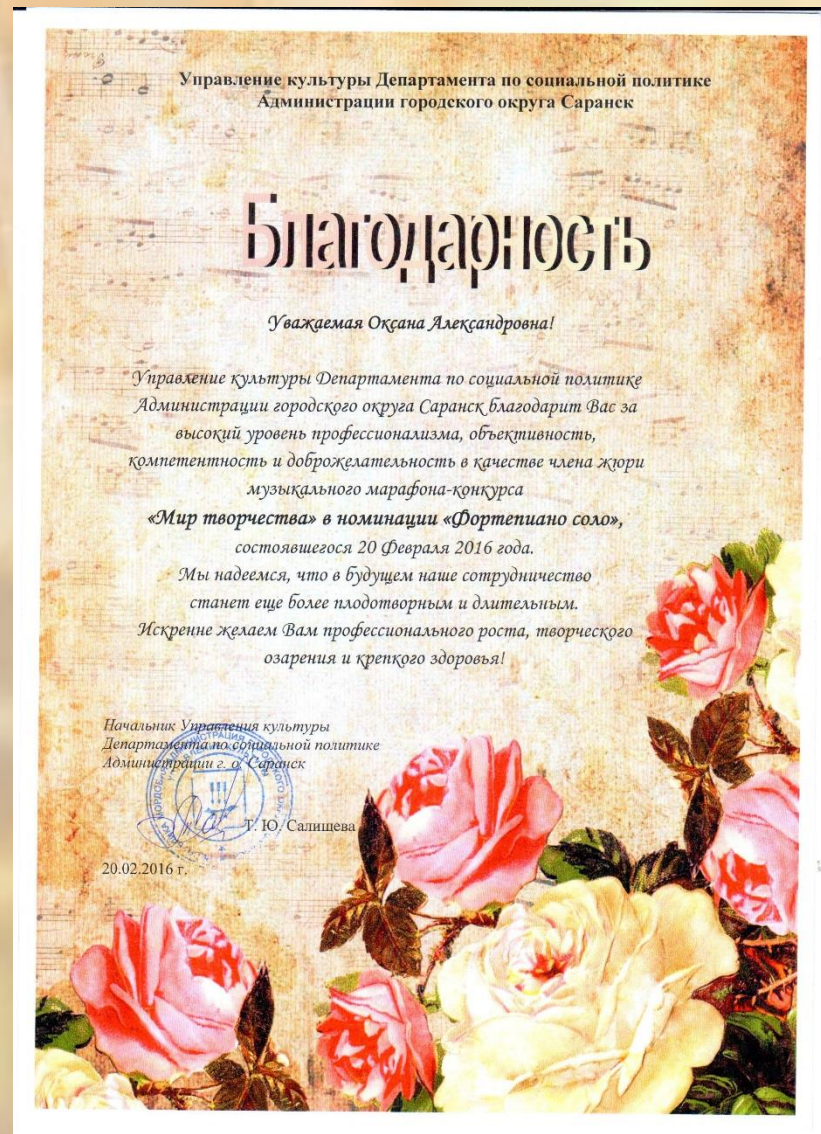 Управление культуры Департамента по социальной политике
Администрации городского округа Саранск
Благодарность
Уважаемая Оксана Александровна!
Управление культуры Департамента по социальной политике
Администрации городского округа Саранск благодарит Вас за
высокий уровень профессионализма, объективность,
компетентность и доброжелательность в качестве члена жюри
музыкального марафона-конкурса
«Мир творчества» в номинации «Фортепиано соло»,
состоявшегося 20 февраля 2016 года.
Мы надеемся, что в будущем наше сотрудничество
станет еще более плодотворным и длительным.
Искренне желаем Вам профессионального роста, творческого
озарения и крепкого здоровья!
Начальник Управления культуры
Департамента по социальной политике
Администрации г. о. Саранск
Т. Ю. Салищева
20.02.2016 г.